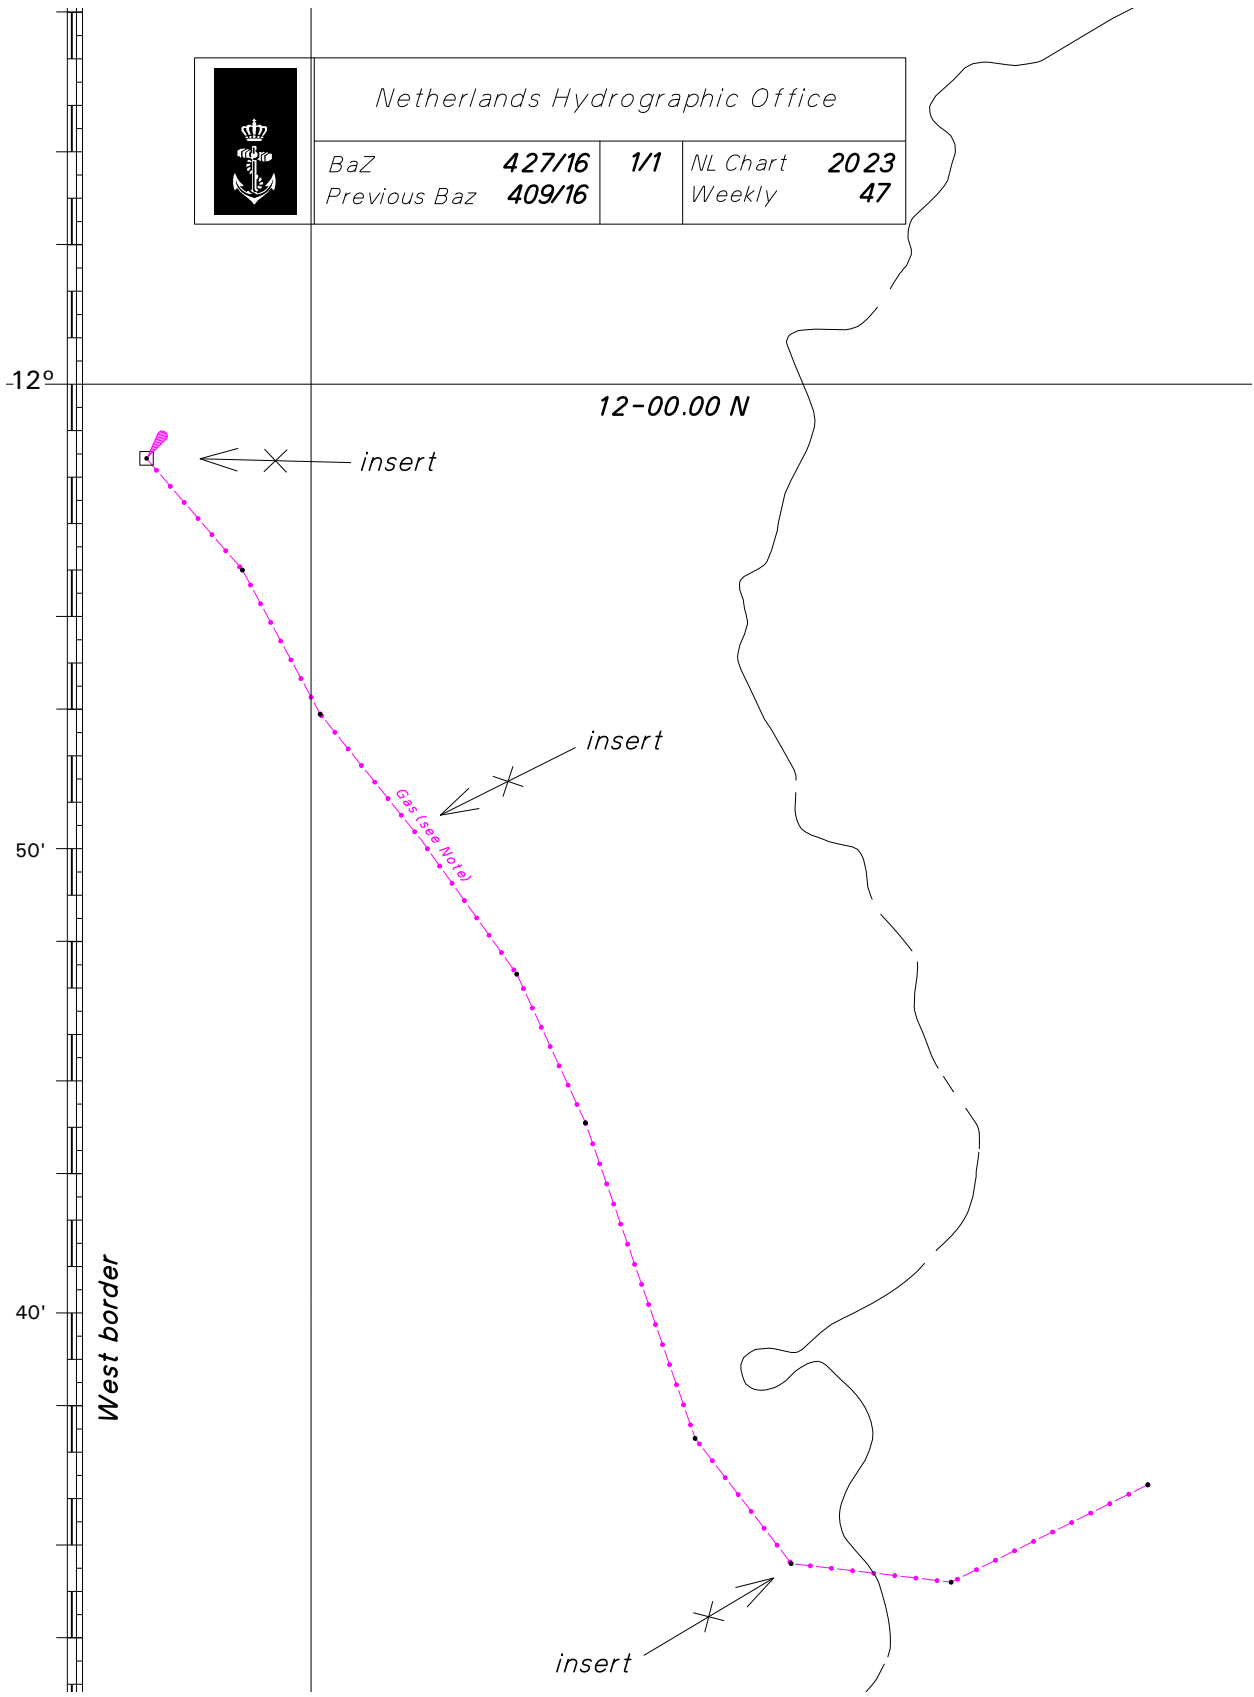 Netherlands Hydrographic Office
BaZ 427/16 1/1 NL Chart 2023
Previous Baz 409/16 Weekly 47
12°
12-00.00 N
insert
insert
Gas (see Note)
50'
40'
West border
insert